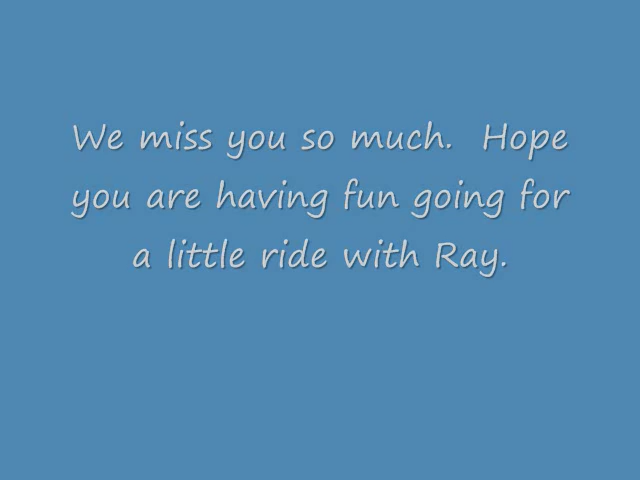 We miss you so much.  Hope
you are having fun going for
a little ride with Ray.